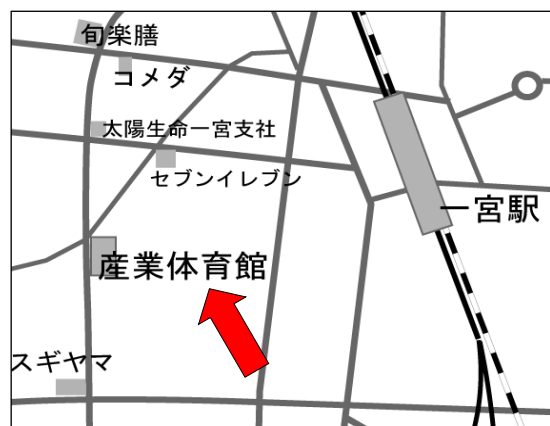 旬楽膳
コメダ
太陽生命一宮支社
セブンイレブン
一宮駅
産業体育館
スギヤマ